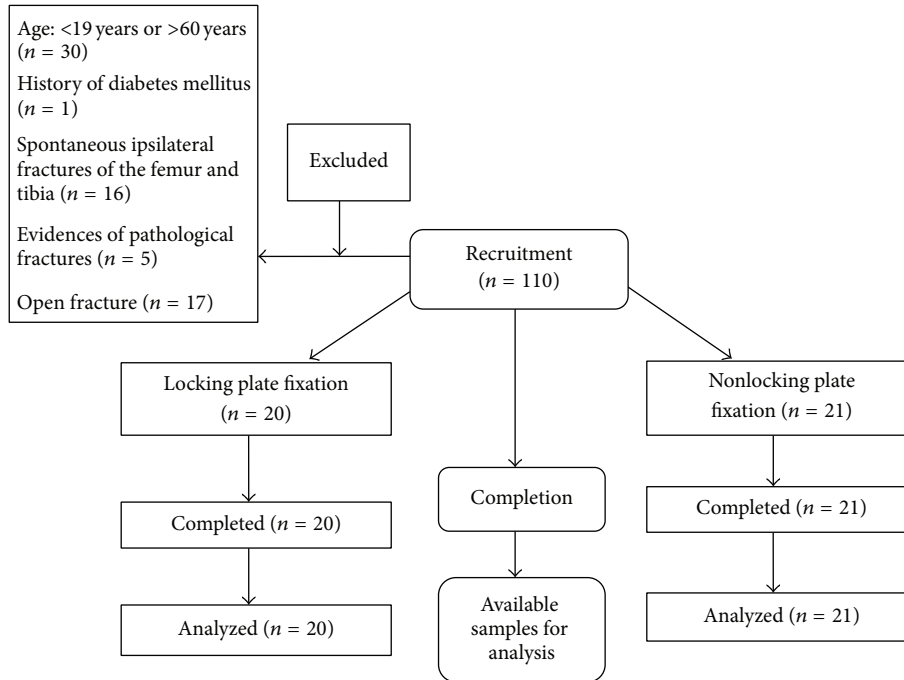 Age: <19 years or >60 years
(n = 30)
History of diabetes mellitus
(n = 1)
Spontaneous ipsilateral
fractures of the femur and
tibia (n = 16)
Evidences of pathological
fractures (n = 5)
Open fracture (n = 17)
Excluded
Recruitment
(n = 110)
Locking plate fixation
(n = 20)
Nonlocking plate
fixation (n = 21)
Completed (n = 20)
Completion
Completed (n = 21)
Analyzed (n = 20)
Available
samples for
analysis
Analyzed (n = 21)